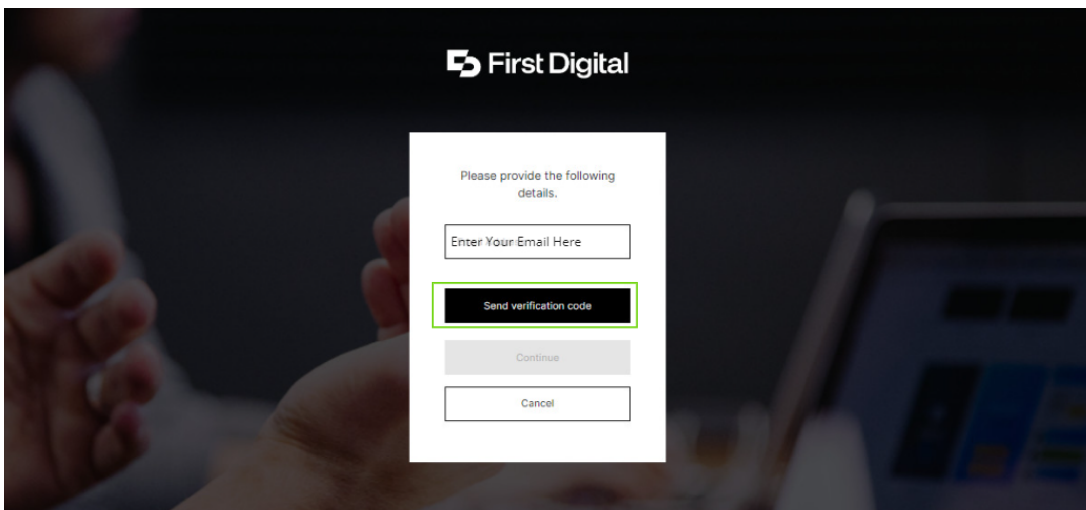 First Digital
Please provide the following
details.
Enter Your Email Here
Send verification code
Continue
Cancel